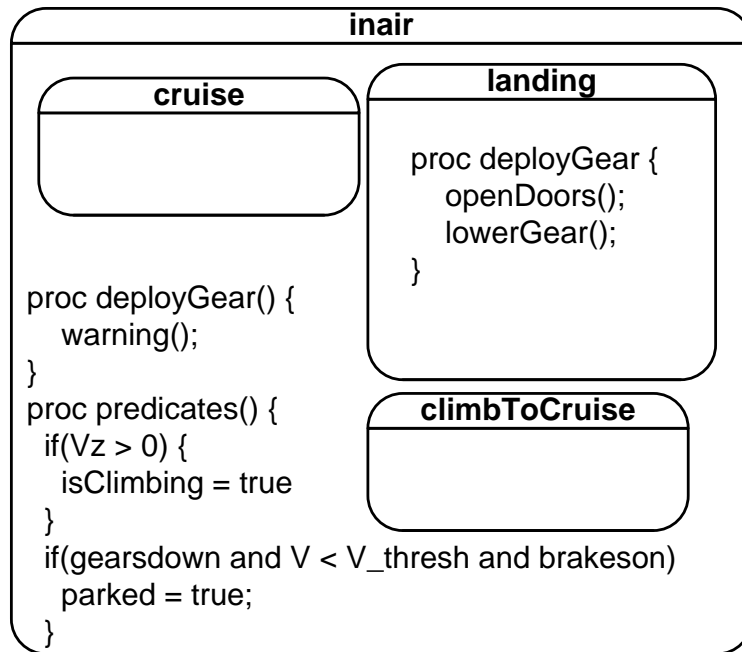 inair
cruise
landing
proc deployGear {
openDoors();
lowerGear();
}
proc deployGear() {
warning();
}
proc predicates() {
if(Vz > 0) {
isClimbing = true
}
if(gearsdown and V < V_thresh and brakeson)
parked = true;
}
climbToCruise